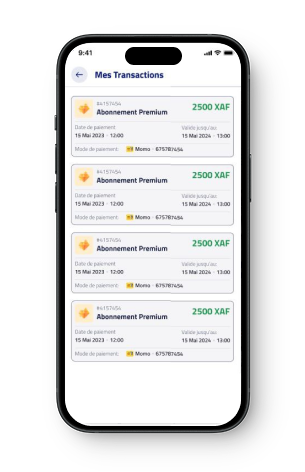 9:41
Mes Transactions
#4157454
Abonnement Premium
2500 XAF
Date de paiement
Valide jusqu'au:
15 Mai 2023 - 12:00
15 Mai 2024 - 13:00
Mode de paiement:
Momo - 675787454
#4157454
Abonnement Premium
2500 XAF
Date de paiement
Valide jusqu'au:
15 Mai 2023 - 12:00
15 Mai 2024 - 13:00
Mode de paiement:
Momo - 675787454
#4157454
Abonnement Premium
2500 XAF
Date de paiement
Valide jusqu'au:
15 Mai 2023 - 12:00
15 Mai 2024 - 13:00
Mode de paiement:
Momo - 675787454
#4157454
Abonnement Premium
2500 XAF
Date de paiement
Valide jusqu'au:
15 Mai 2023 - 12:00
15 Mai 2024 - 13:00
Mode de paiement:
Momo - 675787454